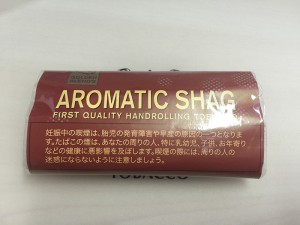 AROMATIC SHAG
FIRST QUALITY HANDROLLING TOBACCO
妊娠中の喫煙は、胎児の発育障害や早産の原因の一つとなりま
す。たばこの煙は、あなたの周りの人、特に乳幼児、子供、お年寄り
などの健康に悪影響を及ぼします。喫煙の際には、周りの人の
迷惑にならないように注意しましょう。
TOBACCO